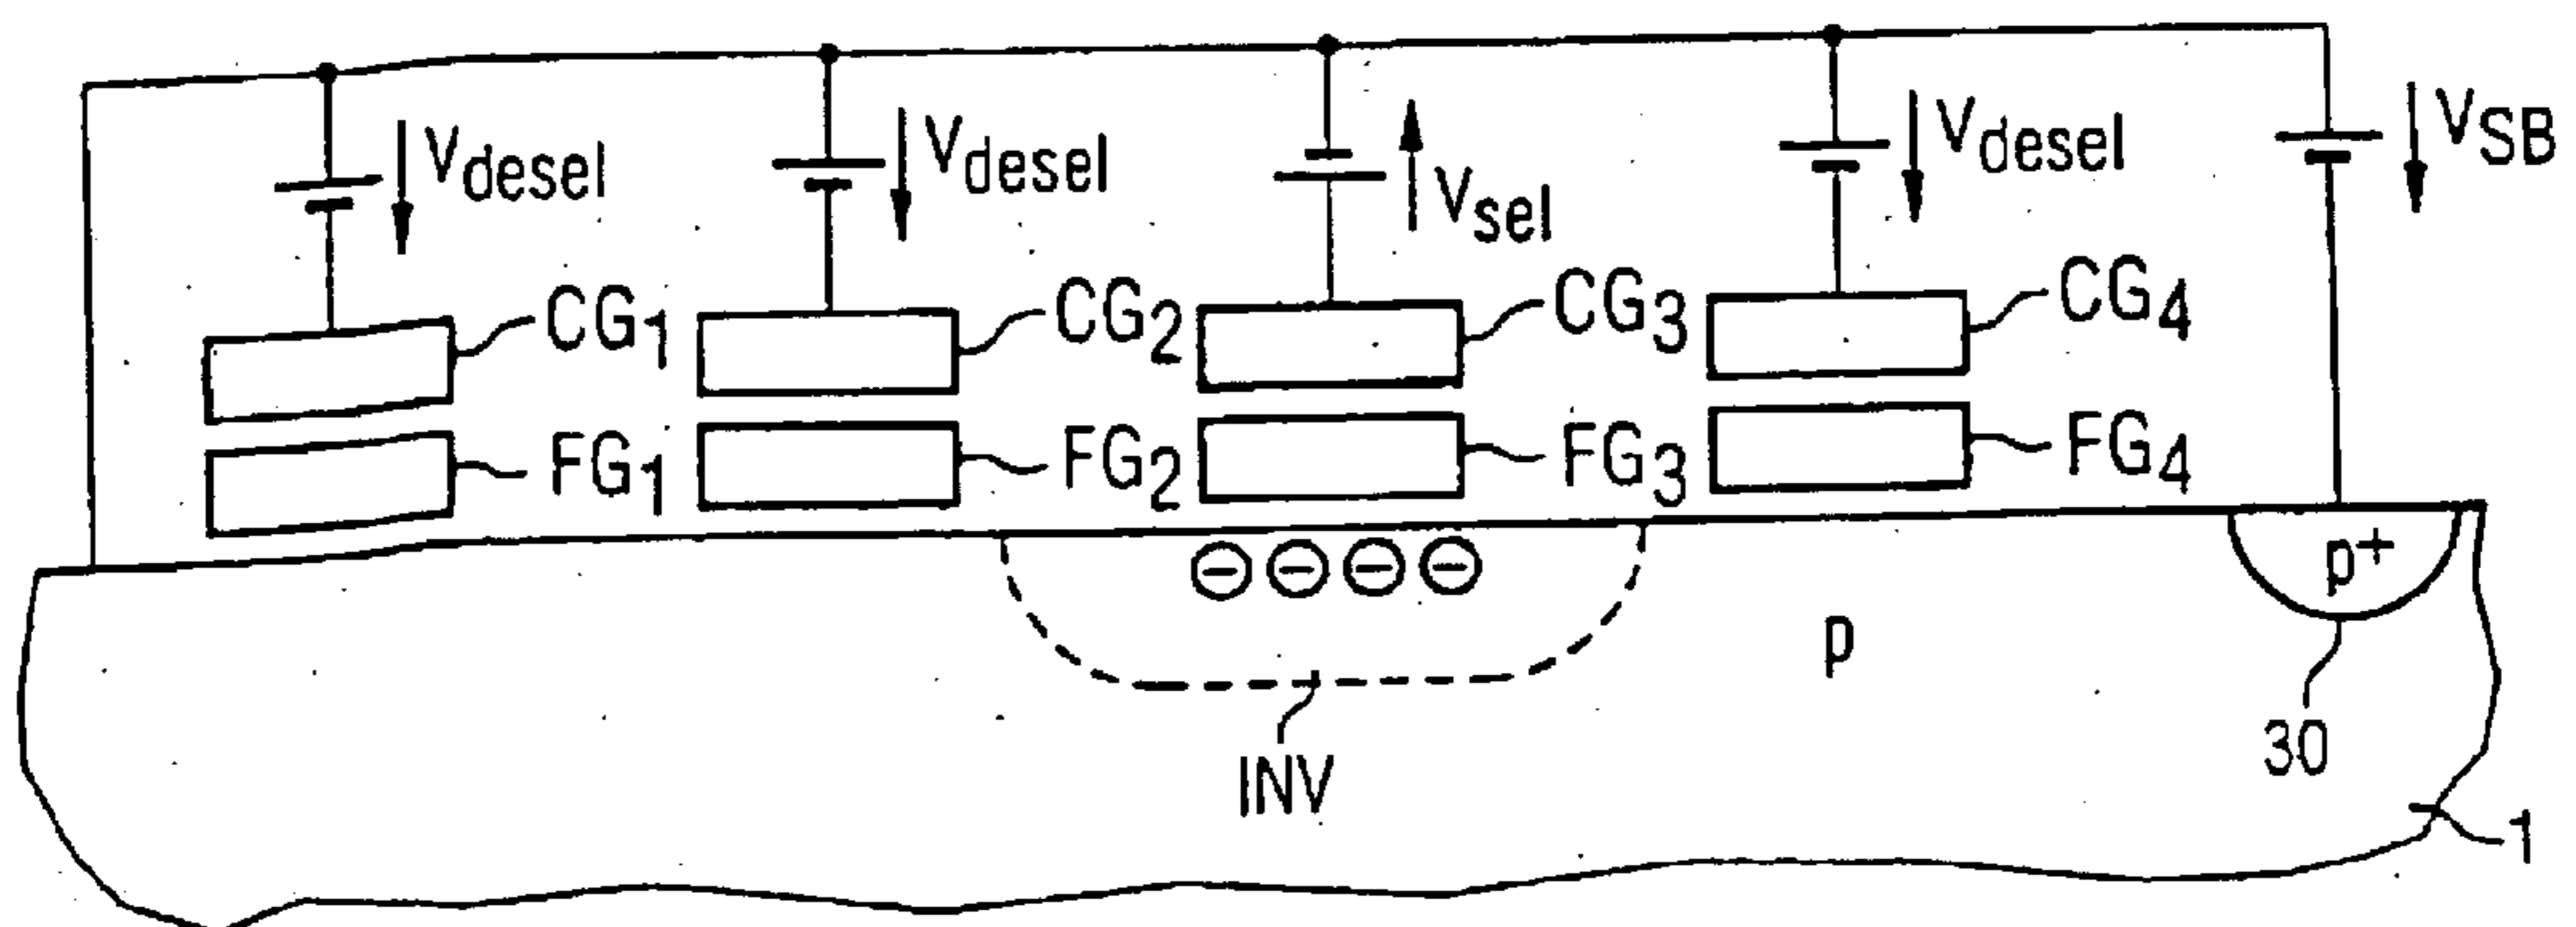 Vdesel
Vdesel
Vsel
Vdesel
VSB
CG1
CG2
CG3
CG4
FG1
FG2
FG3
FG4
⊖ ⊖ ⊖ ⊖
p+
p
30
INV
1